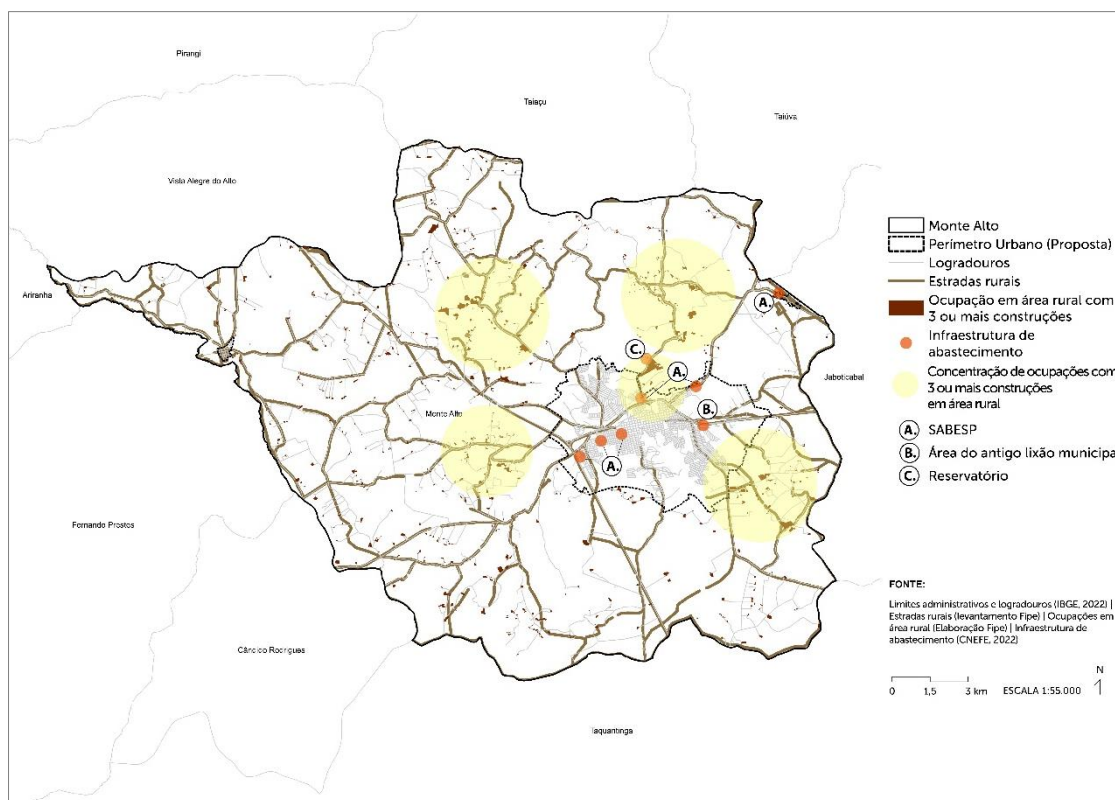 Pirangi
Taiaçu
Taiúva
Vista Alegre do Alto
Ariranha
A.
C.
A.
Jaboticabal
Monte Alto
B.
A.
Fernando Prestes
Cândido Rodrigues
Taquaritinga
Monte Alto
Perímetro Urbano (Proposta)
Logradouros
Estradas rurais
Ocupação em área rural com
3 ou mais construções
Infraestrutura de
abastecimento
Concentração de ocupações com
3 ou mais construções
em área rural
A. SABESP
B. Área do antigo lixão municipa
C. Reservatório
FONTE:
Limites administrativos e logradouros (IBGE, 2022) |
Estradas rurais (levantamento Fipe) | Ocupações em
área rural (Elaboração Fipe) | Infraestrutura de
abastecimento (CNEFE, 2022)
N
0 1,5 3 km ESCALA 1:55.000 1